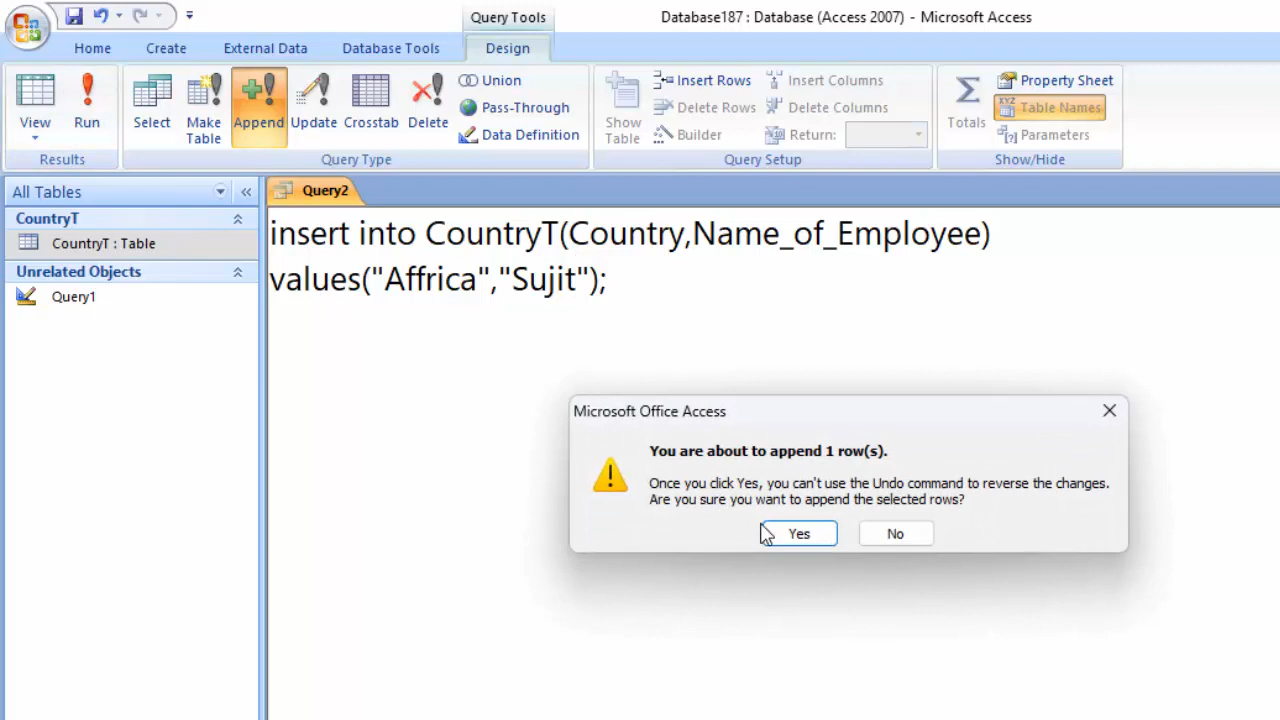 Query Tools
Database187 : Database (Access 2007) - Microsoft Access
Home Create External Data Database Tools Design
View Run Select Make Table Append Update Crosstab Delete
Union
Pass-Through
Data Definition
Show Table
Insert Rows
Delete Rows
Builder
Insert Columns
Delete Columns
Return:
Totals
Property Sheet
Table Names
Parameters
Results Query Type Query Setup Show/Hide
All Tables
CountryT
CountryT : Table
Unrelated Objects
Query1
Query2
insert into CountryT(Country,Name_of_Employee)
values("Affrica","Sujit");
Microsoft Office Access
You are about to append 1 row(s).
Once you click Yes, you can't use the Undo command to reverse the changes.
Are you sure you want to append the selected rows?
Yes No